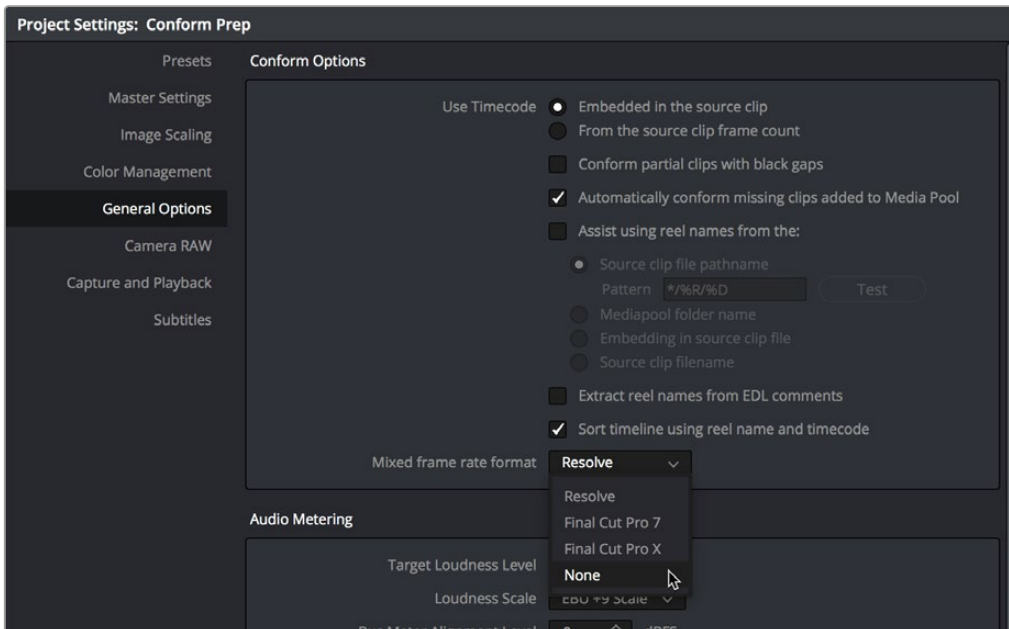 Project Settings: Conform Prep
Presets
Master Settings
Image Scaling
Color Management
General Options
Camera RAW
Capture and Playback
Subtitles
Conform Options
Use Timecode Embedded in the source clip
From the source clip frame count
Conform partial clips with black gaps
Automatically conform missing clips added to Media Pool
Assist using reel names from the:
Source clip file pathname
Pattern */%R/%D Test
Mediapool folder name
Embedding in source clip file
Source clip filename
Extract reel names from EDL comments
Sort timeline using reel name and timecode
Mixed frame rate format Resolve
Resolve
Final Cut Pro 7
Final Cut Pro X
None
Audio Metering
Target Loudness Level
Loudness Scale EBU +9 Scale